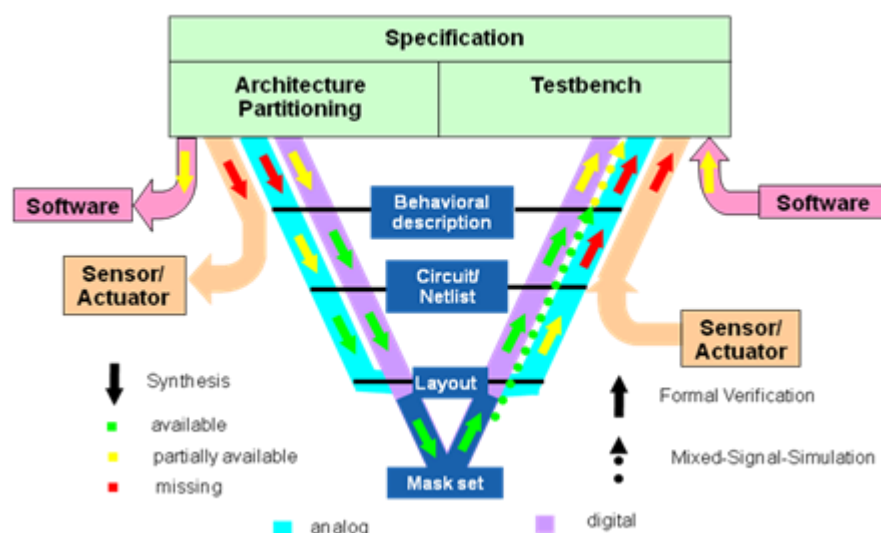 Specification
Architecture
Partitioning
Testbench
Software
Behavioral
description
Software
Sensor/
Actuator
Circuit/
Netlist
Sensor/
Actuator
Synthesis
Layout
Formal Verification
available
partially available
Mixed-Signal-Simulation
missing
Mask set
analog
digital